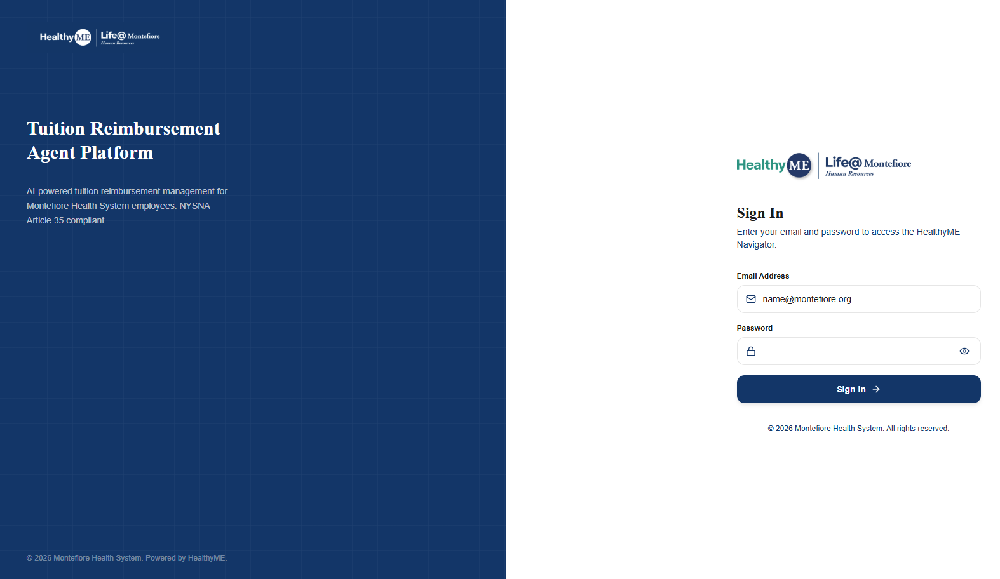 HealthyME Life@ Montefiore
Human Resources
Tuition Reimbursement
Agent Platform
AI-powered tuition reimbursement management for
Montefiore Health System employees. NYSNA
Article 35 compliant.
© 2026 Montefiore Health System. Powered by HealthyME.
HealthyME Life@ Montefiore
Human Resources
Sign In
Enter your email and password to access the HealthyME
Navigator.
Email Address
name@montefiore.org
Password
Sign In
© 2026 Montefiore Health System. All rights reserved.